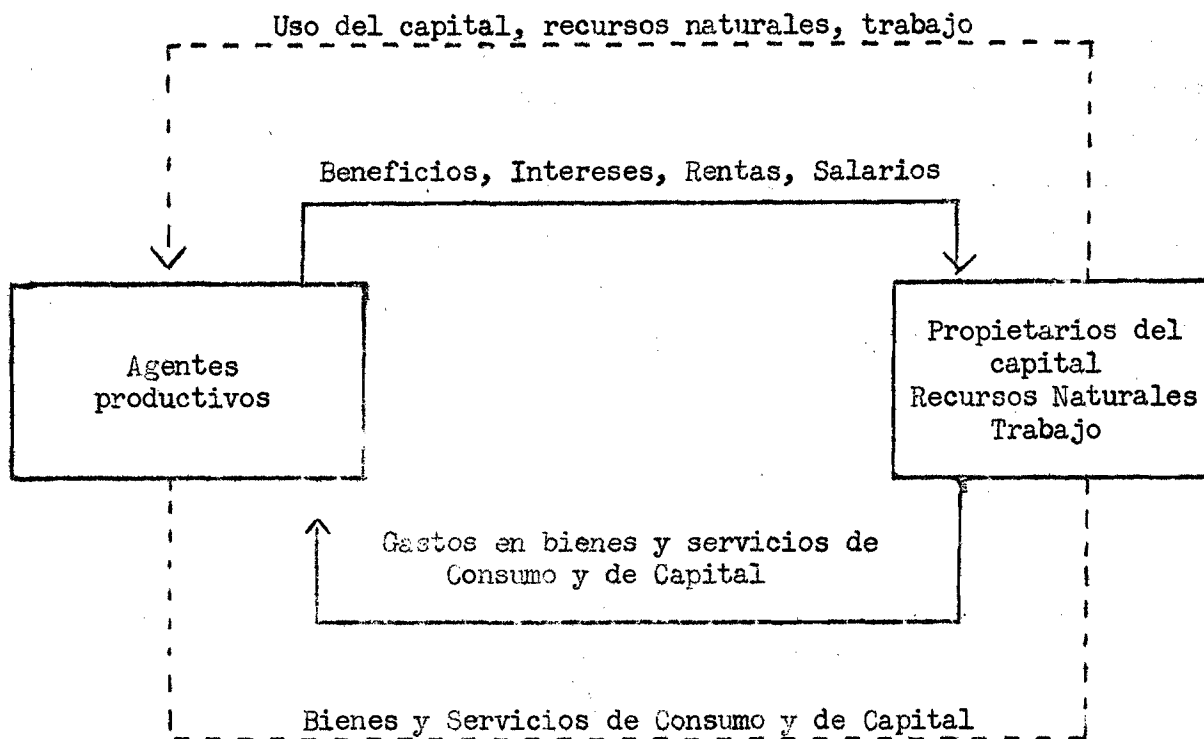 Uso del capital, recursos naturales, trabajo
Beneficios, Intereses, Rentas, Salarios
Agentes
productivos
Propietarios del
capital
Recursos Naturales
Trabajo
Gastos en bienes y servicios de
Consumo y de Capital
Bienes y Servicios de Consumo y de Capital